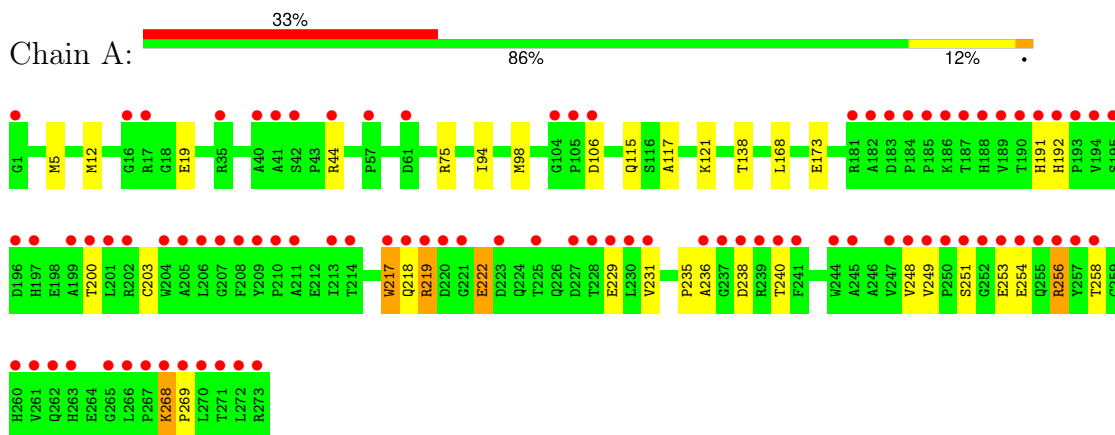 33%
Chain A:
86% 12% •
G1 M5 M12 G16 R17 G18 E19 R35 A40 A41 S42 P43 R44 P57 D61 R75 I94 M98 G104 P105 D106 Q115 S116 A117 K121 T138 L168 E173 R181 A182 D183 P184 P185 K186 T187 H188 V189 T190 H191 H192 P193 V194 S195
D196 H197 E198 A199 T200 L201 R202 C203 W204 A205 L206 G207 F208 Y209 P210 A211 E212 I213 T214 W217 Q218 R219 D220 G221 E222 D223 Q224 T225 Q226 D227 T228 E229 L230 V231 P235 A236 G237 D238 R239 T240 F241 W244 A245 A246 V247 V248 V249 P250 S251 G252 E253 E254 Q255 R256 Y257 T258 C259
H260 V261 Q262 H263 E264 G265 L266 P267 K268 P269 L270 T271 L272 R273